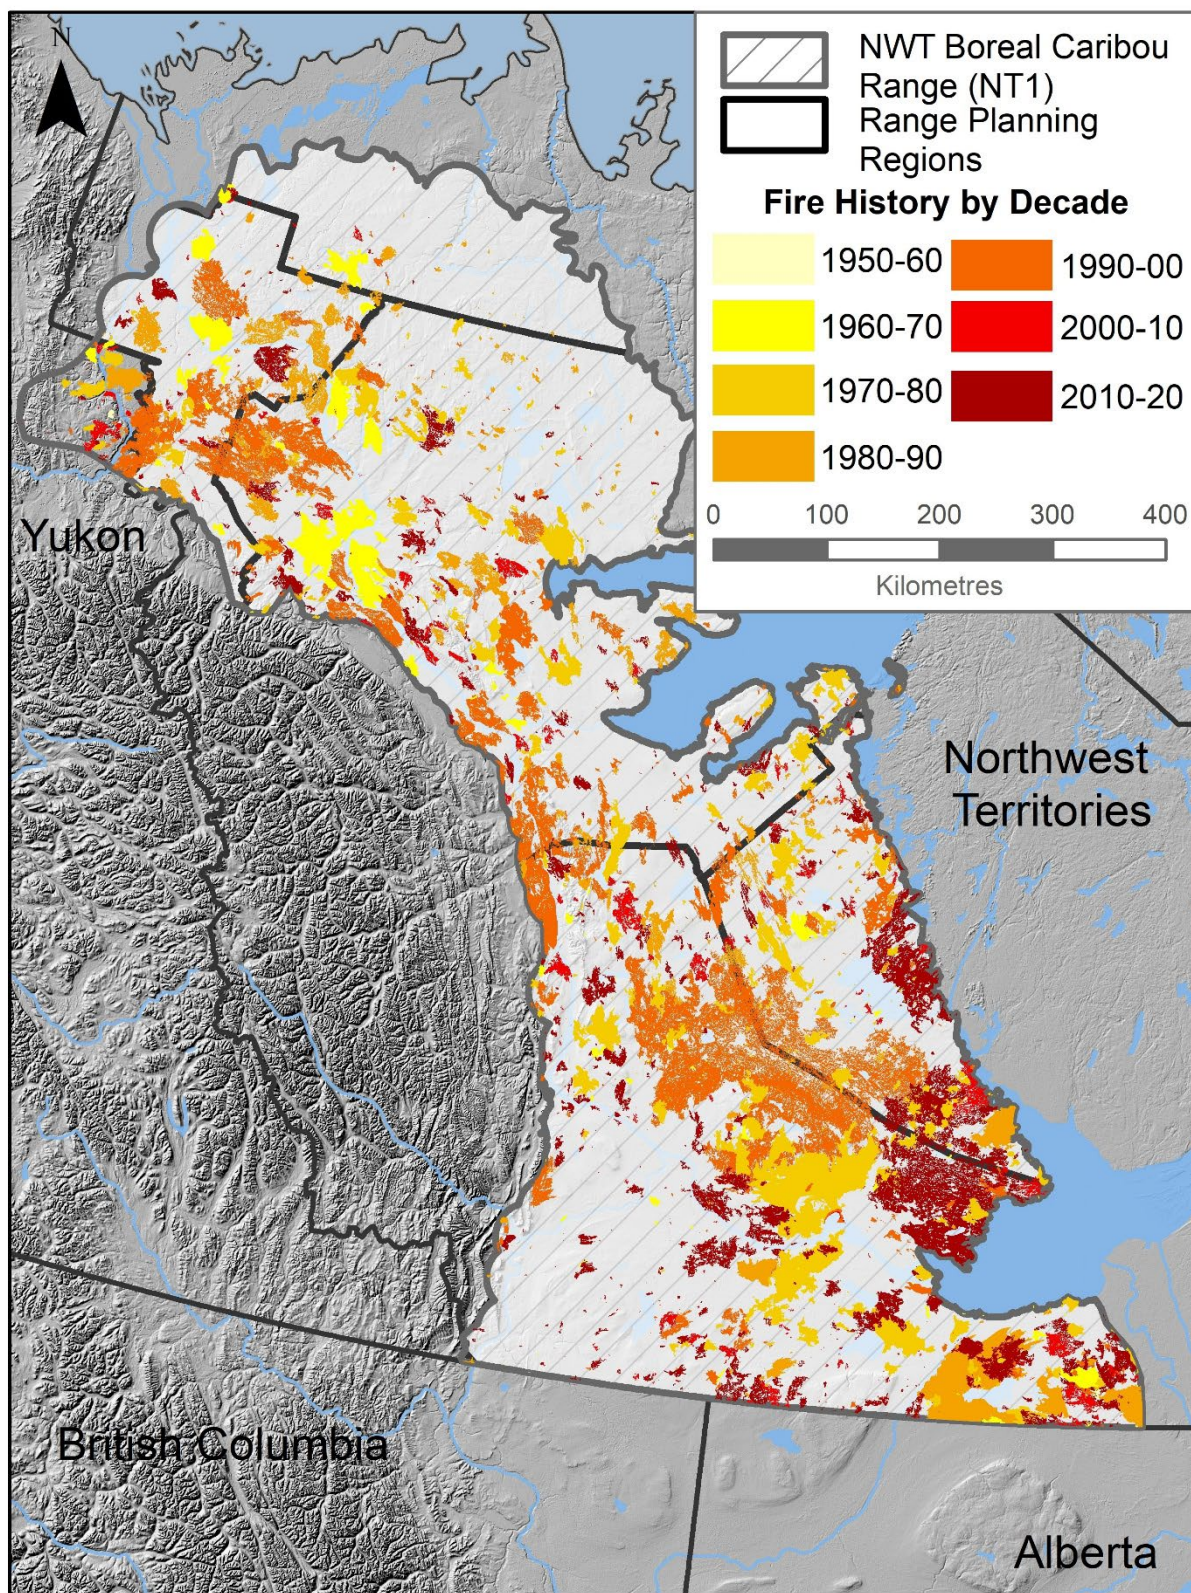 N
NWT Boreal Caribou
Range (NT1)
Range Planning
Regions
Fire History by Decade
1950-60
1990-00
1960-70
2000-10
1970-80
2010-20
1980-90
0 100 200 300 400
Kilometres
Yukon
Northwest
Territories
British Columbia
Alberta